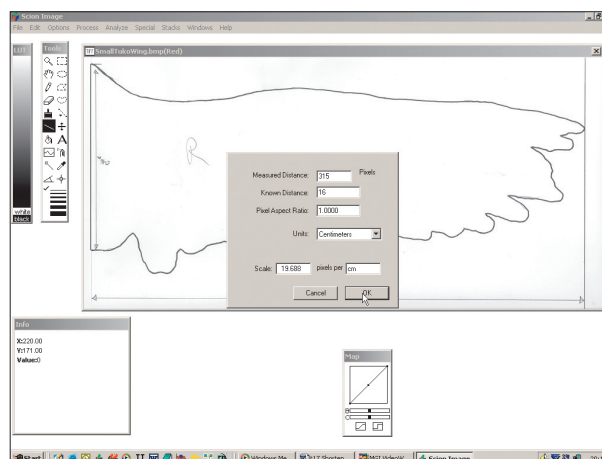 Scion Image
File Edit Options Process Analyze Special Stacks Windows Help
LUT
white
black
Tools
A
SmallTukoWing.bmp(Red)
R
Measured Distance: 315 Pixels
Known Distance: 16
Pixel Aspect Ratio: 1.0000
Units: Centimeters
Scale: 19.688 pixels per cm
Cancel OK
Info
X:220.00
Y:171.00
Value:0
Map
Start
Windows Me
Scion Image